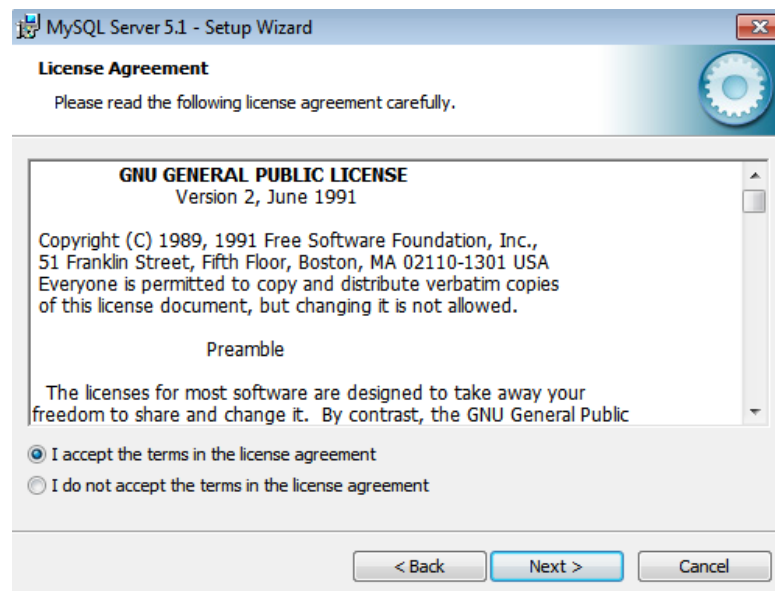 MySQL Server 5.1 - Setup Wizard
License Agreement
Please read the following license agreement carefully.
GNU GENERAL PUBLIC LICENSE
Version 2, June 1991
Copyright (C) 1989, 1991 Free Software Foundation, Inc.,
51 Franklin Street, Fifth Floor, Boston, MA 02110-1301 USA
Everyone is permitted to copy and distribute verbatim copies
of this license document, but changing it is not allowed.
Preamble
The licenses for most software are designed to take away your
freedom to share and change it. By contrast, the GNU General Public
I accept the terms in the license agreement
I do not accept the terms in the license agreement
< Back Next > Cancel